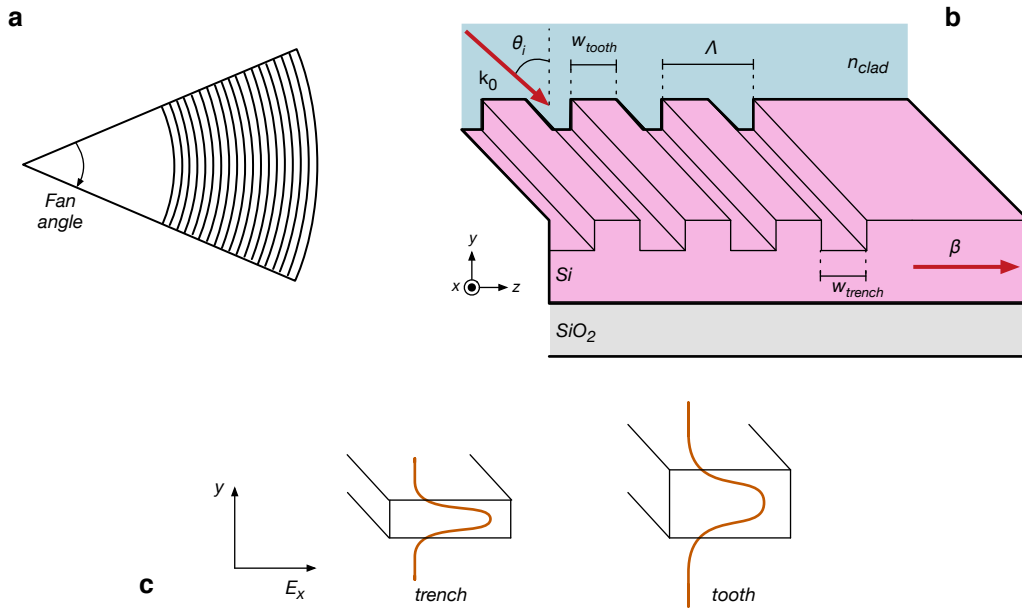 a
Fan
angle
b
θi
wtooth
Λ
nclad
k0
y
x
z
Si
β
wtrench
SiO2
y
Ex
c
trench
tooth